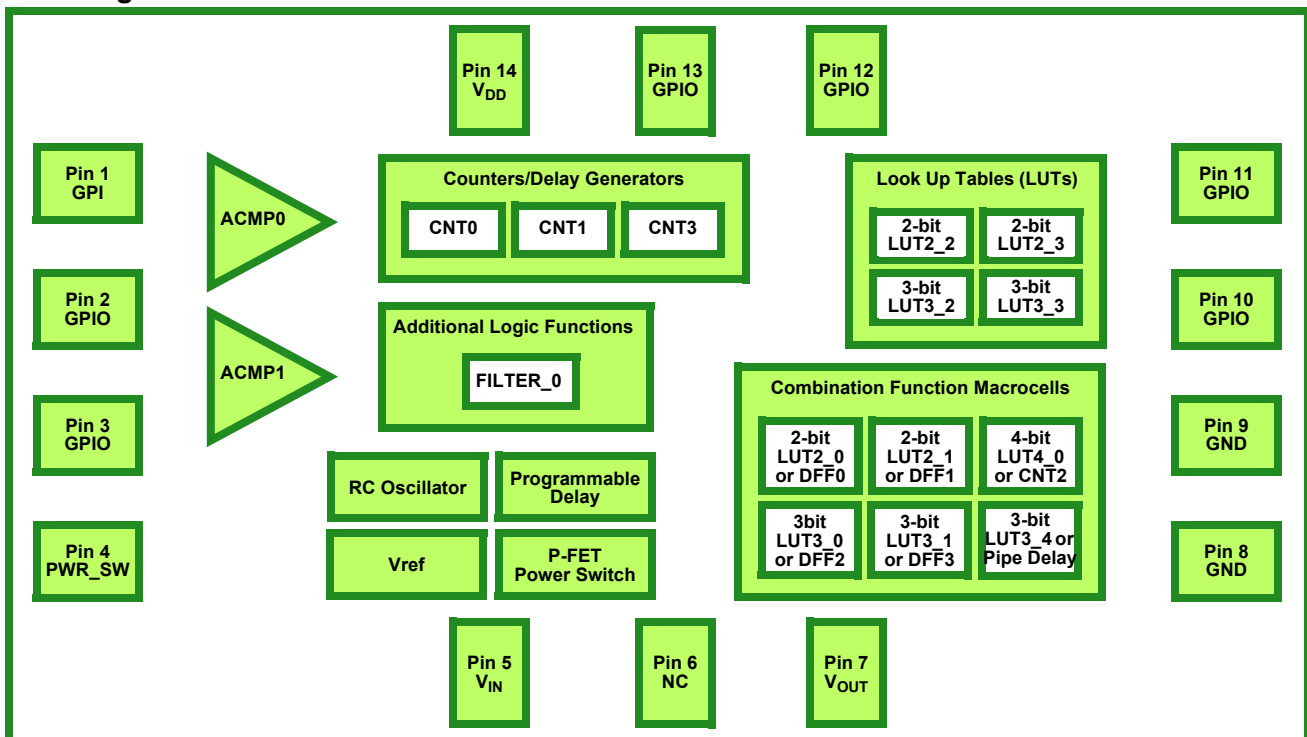 Pin 14
VDD
Pin 13
GPIO
Pin 12
GPIO
Pin 1
GPI
Pin 2
GPIO
Pin 3
GPIO
Pin 4
PWR_SW
ACMP0
ACMP1
Counters/Delay Generators
CNT0
CNT1
CNT3
Additional Logic Functions
FILTER_0
RC Oscillator
Programmable
Delay
Vref
P-FET
Power Switch
Look Up Tables (LUTs)
2-bit
LUT2_2
2-bit
LUT2_3
3-bit
LUT3_2
3-bit
LUT3_3
Combination Function Macrocells
2-bit
LUT2_0
or DFF0
2-bit
LUT2_1
or DFF1
4-bit
LUT4_0
or CNT2
3bit
LUT3_0
or DFF2
3-bit
LUT3_1
or DFF3
3-bit
LUT3_4 or
Pipe Delay
Pin 11
GPIO
Pin 10
GPIO
Pin 9
GND
Pin 8
GND
Pin 5
VIN
Pin 6
NC
Pin 7
VOUT